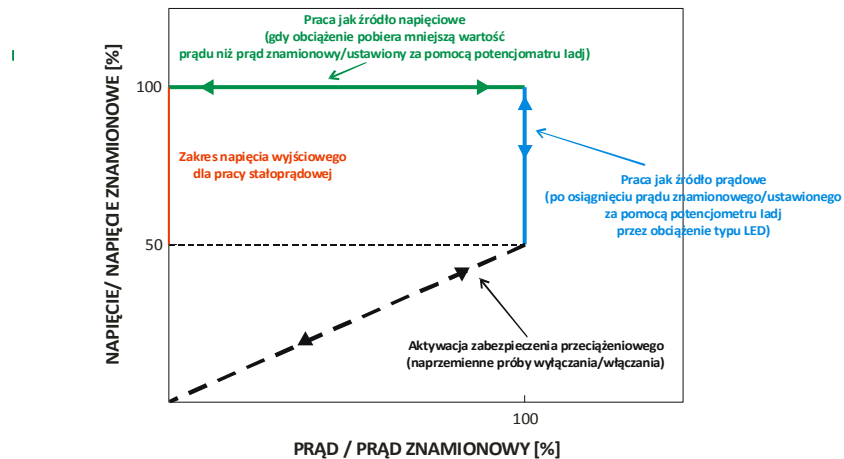 Praca jak źródło napięciowe
(gdy obciążenie pobiera mniejszą wartość
prądu niż prąd znamionowy/ustawiony za pomocą potencjomatru Iadj)
NAPIĘCIE/ NAPIĘCIE ZNAMIONOWE [%]
100
Zakres napięcia wyjściowego
dla pracy stałoprądowej
Praca jak źródło prądowe
(po osiągnięciu prądu znamionowego/ustawionego
za pomocą potencjometru Iadj
przez obciążenie typu LED)
50
Aktywacja zabezpieczenia przeciążeniowego
(naprzemienne próby wyłączania/włączania)
100
PRĄD / PRĄD ZNAMIONOWY [%]